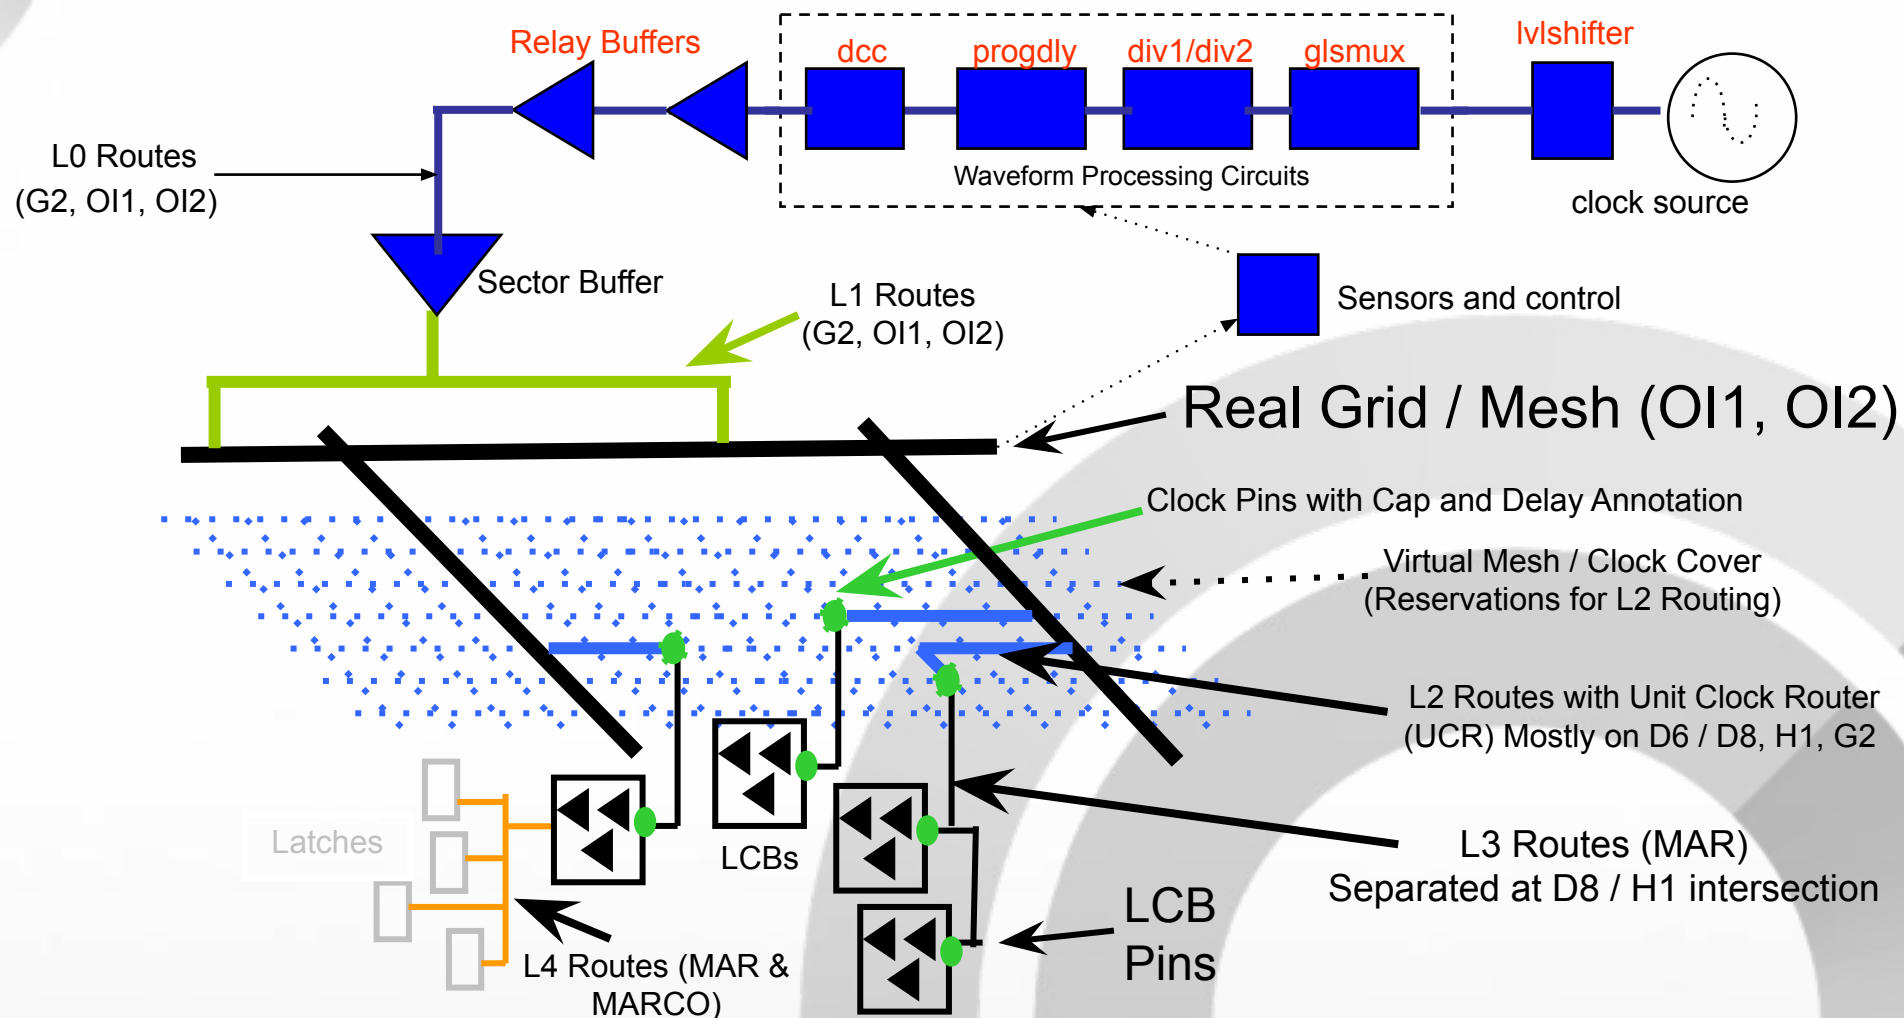 Relay Buffers
dcc
progdly
div1/div2
glsmux
lvlshifter
Waveform Processing Circuits
clock source
L0 Routes
(G2, OI1, OI2)
Sector Buffer
L1 Routes
(G2, OI1, OI2)
Sensors and control
Real Grid / Mesh (OI1, OI2)
Clock Pins with Cap and Delay Annotation
Virtual Mesh / Clock Cover
(Reservations for L2 Routing)
L2 Routes with Unit Clock Router
(UCR) Mostly on D6 / D8, H1, G2
L3 Routes (MAR)
Separated at D8 / H1 intersection
Latches
LCBs
LCB
Pins
L4 Routes (MAR &
MARCO)